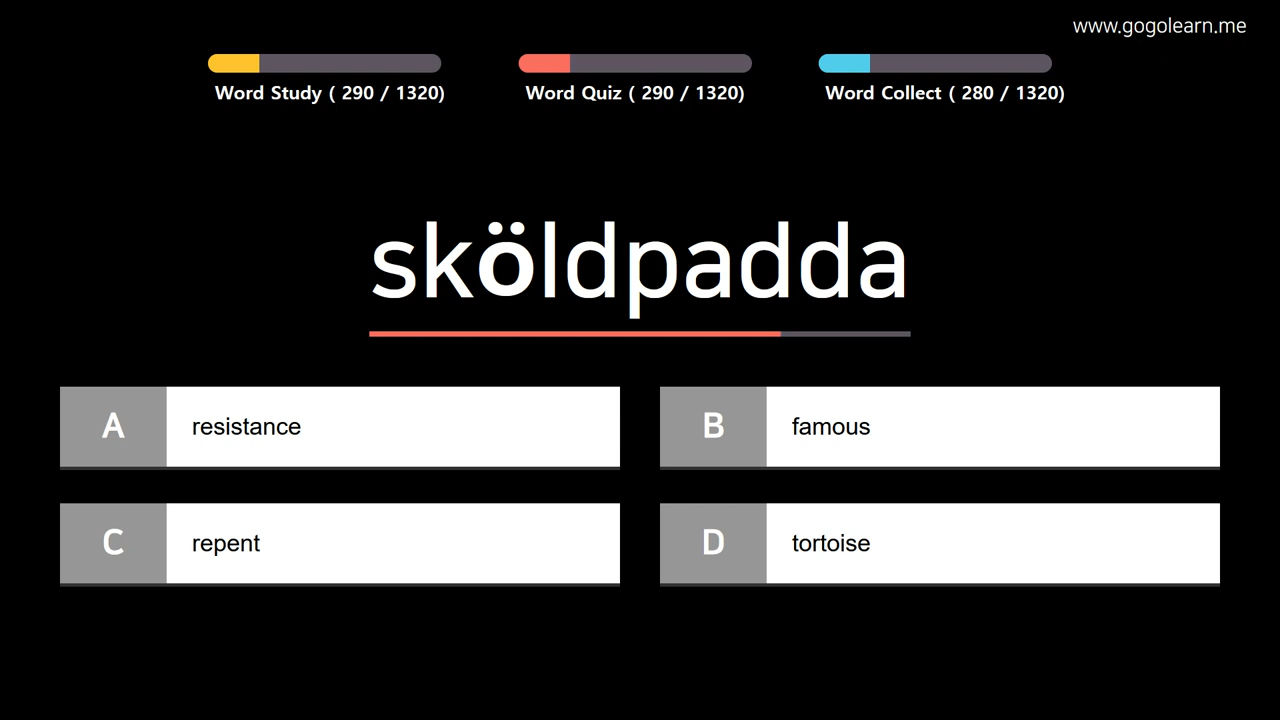 www.gogolearn.me
Word Study ( 290 / 1320)
Word Quiz ( 290 / 1320)
Word Collect ( 280 / 1320)
sköldpadda
A resistance
B famous
C repent
D tortoise